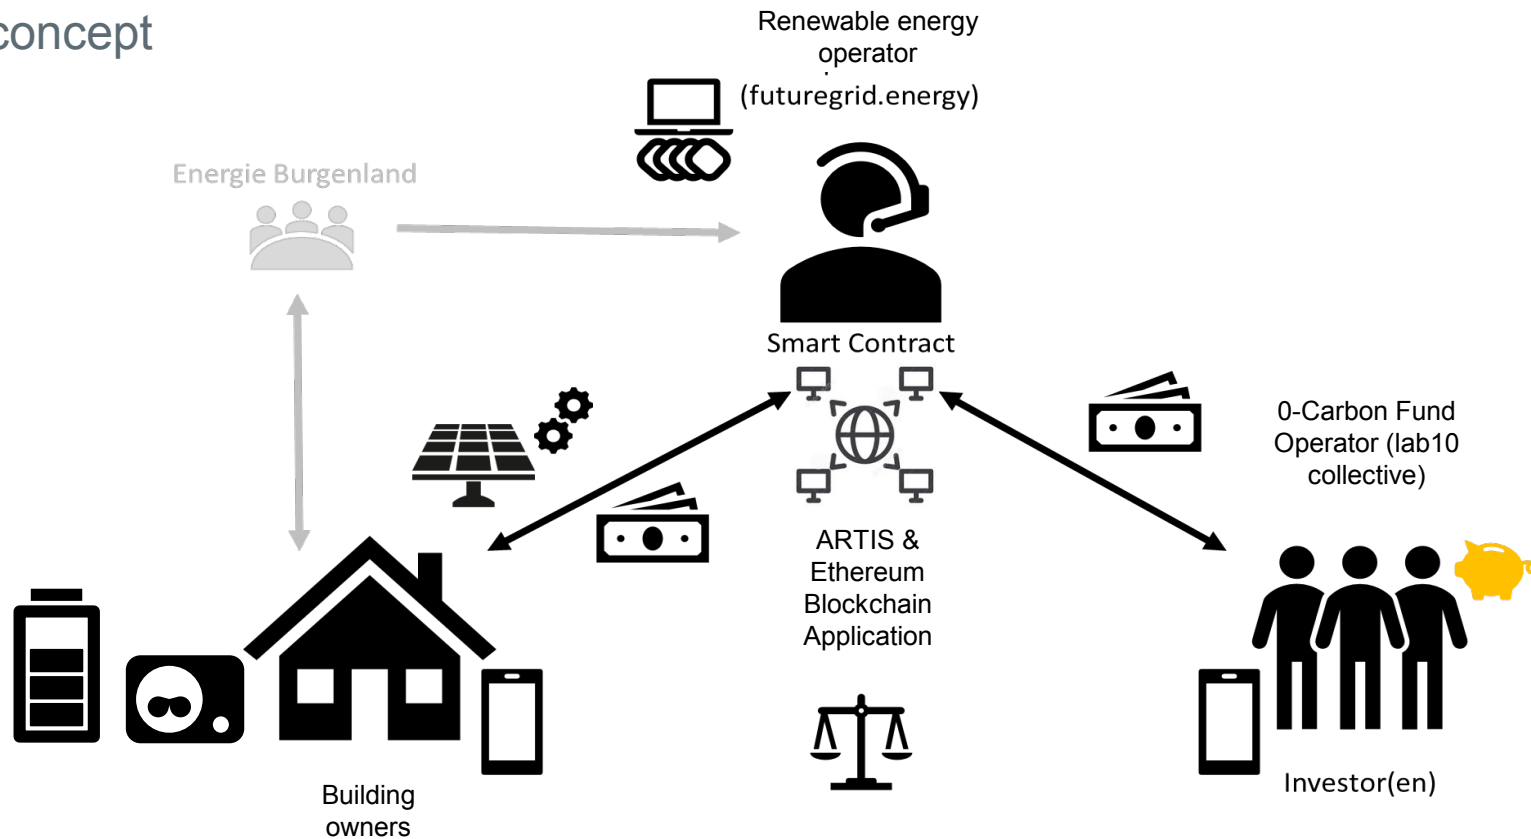 concept
Renewable energy
operator
(futuregrid.energy)
Energie Burgenland
Smart Contract
0-Carbon Fund
Operator (lab10
collective)
ARTIS &
Ethereum
Blockchain
Application
Building
owners
Investor(en)